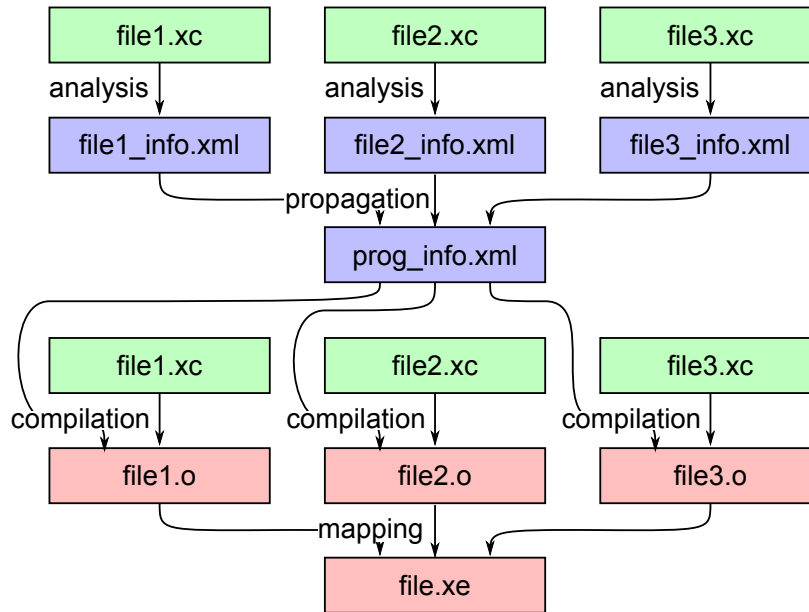 file1.xc file2.xc file3.xc
analysis analysis analysis
file1_info.xml file2_info.xml file3_info.xml
propagation
prog_info.xml
file1.xc file2.xc file3.xc
compilation compilation compilation
file1.o file2.o file3.o
mapping
file.xe